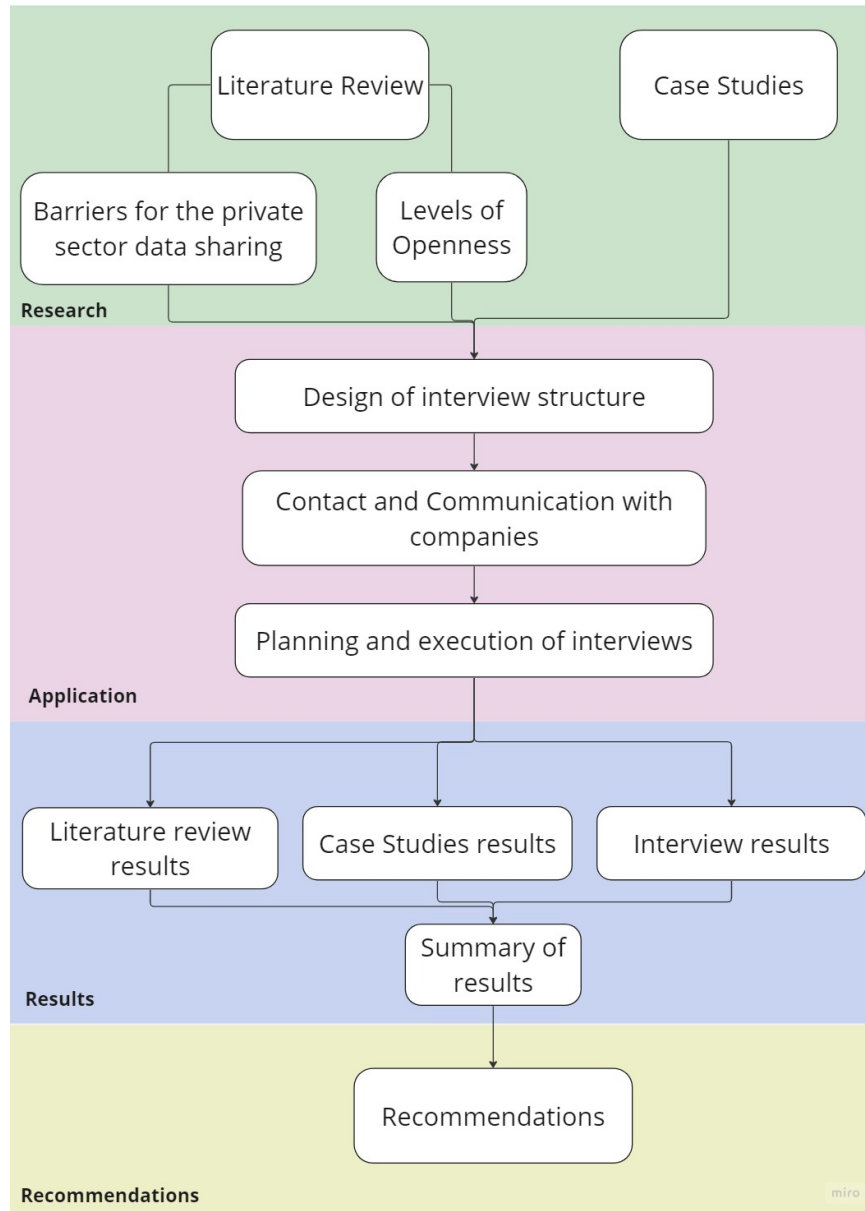 Literature Review
Case Studies
Barriers for the private
sector data sharing
Levels of
Openness
Research
Design of interview structure
Contact and Communication with
companies
Planning and execution of interviews
Application
Literature review
results
Case Studies results
Interview results
Summary of
results
Results
Recommendations
Recommendations
miro